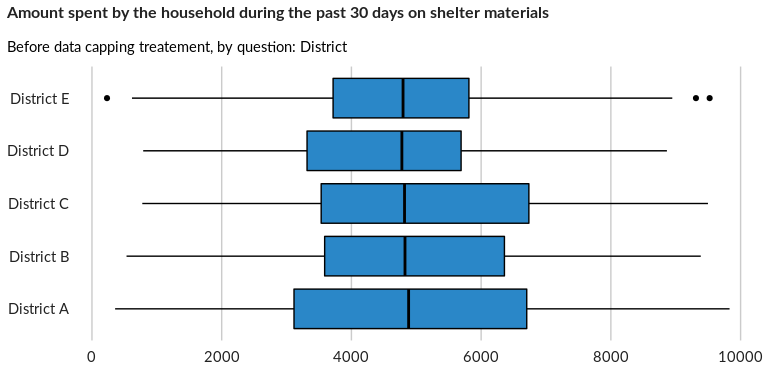 Amount spent by the household during the past 30 days on shelter materials
Before data capping treatement, by question: District
District E
District D
District C
District B
District A
0 2000 4000 6000 8000 10000